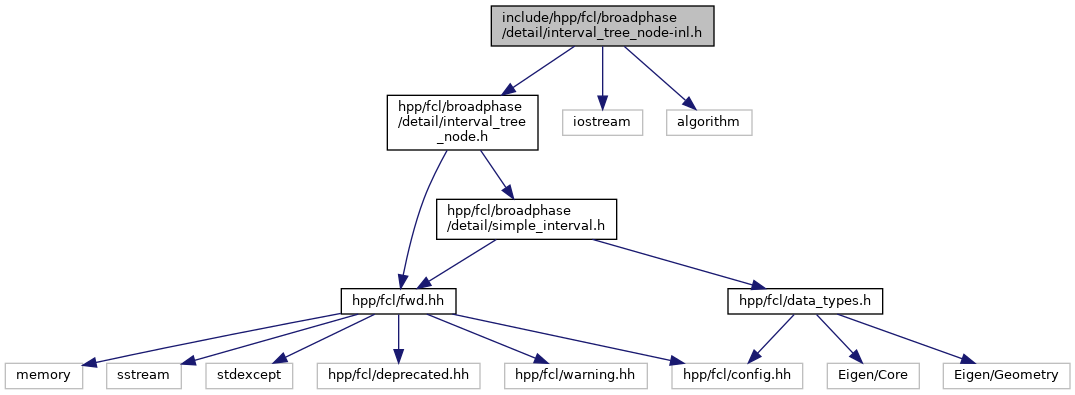 include/hpp/fcl/broadphase
/detail/interval_tree_node-inl.h
hpp/fcl/broadphase
/detail/interval_tree
_node.h
iostream
algorithm
hpp/fcl/broadphase
/detail/simple_interval.h
hpp/fcl/fwd.hh
hpp/fcl/data_types.h
memory
sstream
stdexcept
hpp/fcl/deprecated.hh
hpp/fcl/warning.hh
hpp/fcl/config.hh
Eigen/Core
Eigen/Geometry